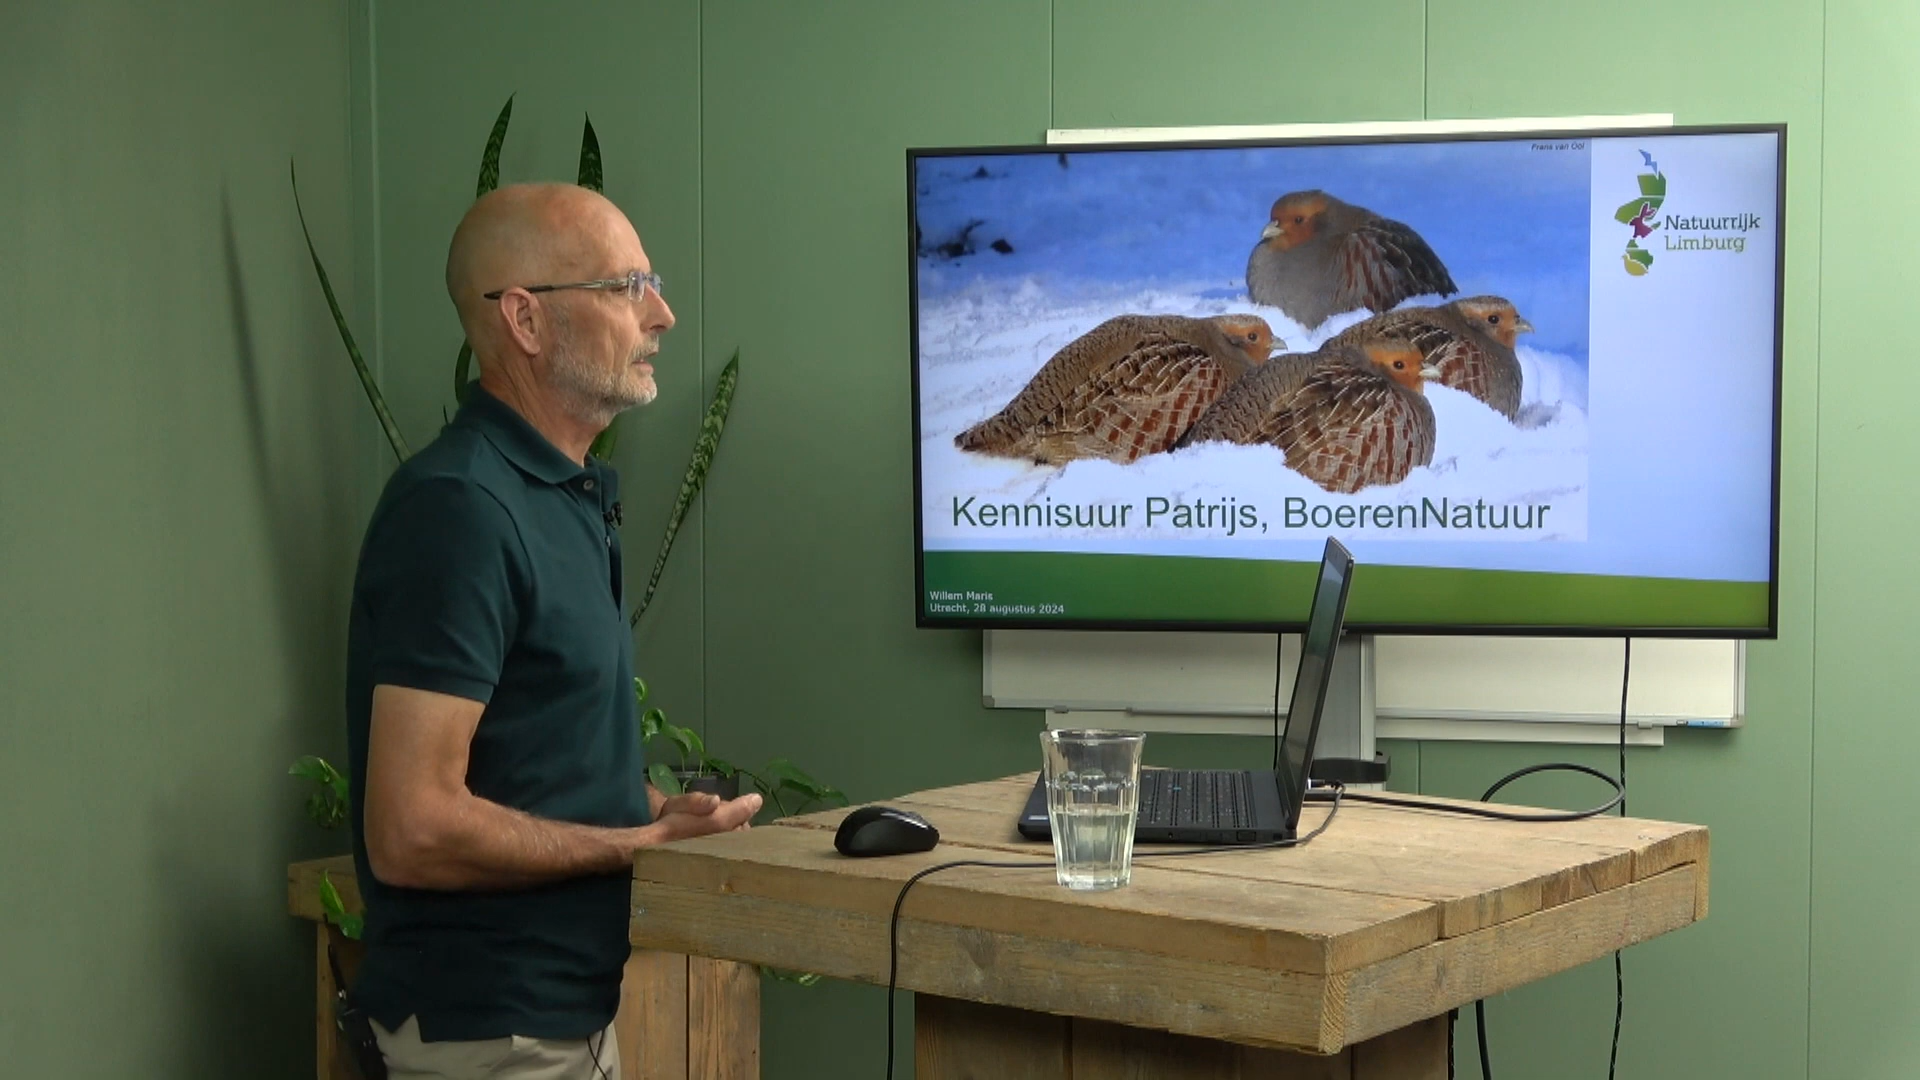 Frans van Ool
Natuurrijk
Limburg
Kennisuur Patrijs, BoerenNatuur
Willem Maris
Utrecht, 28 augustus 2024